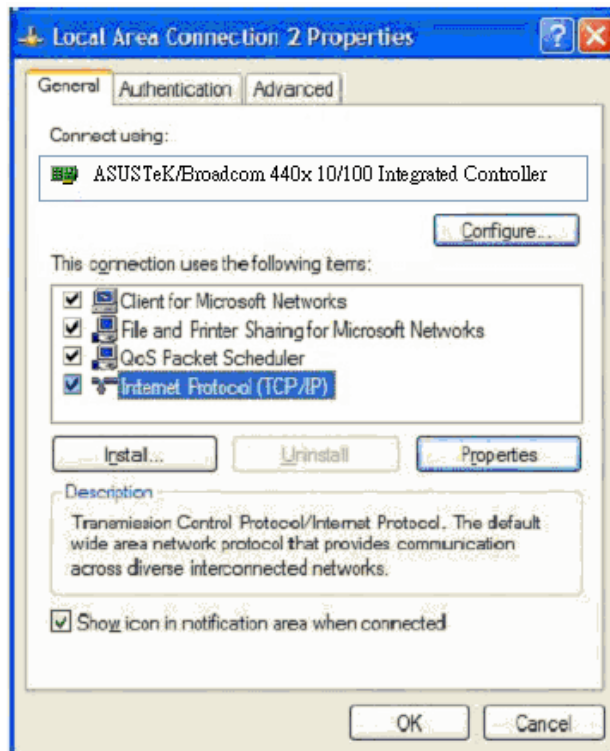 Local Area Connection 2 Properties
General
Authentication
Advanced
Connect using:
ASUSTeK/Broadcom 440x 10/100 Integrated Controller
Configure...
This connection uses the following items:
Client for Microsoft Networks
File and Printer Sharing for Microsoft Networks
QoS Packet Scheduler
Internet Protocol (TCP/IP)
Install...
Uninstall
Properties
Description
Transmission Control Protocol/Internet Protocol. The default
wide area network protocol that provides communication
across diverse interconnected networks.
Show icon in notification area when connected
OK
Cancel